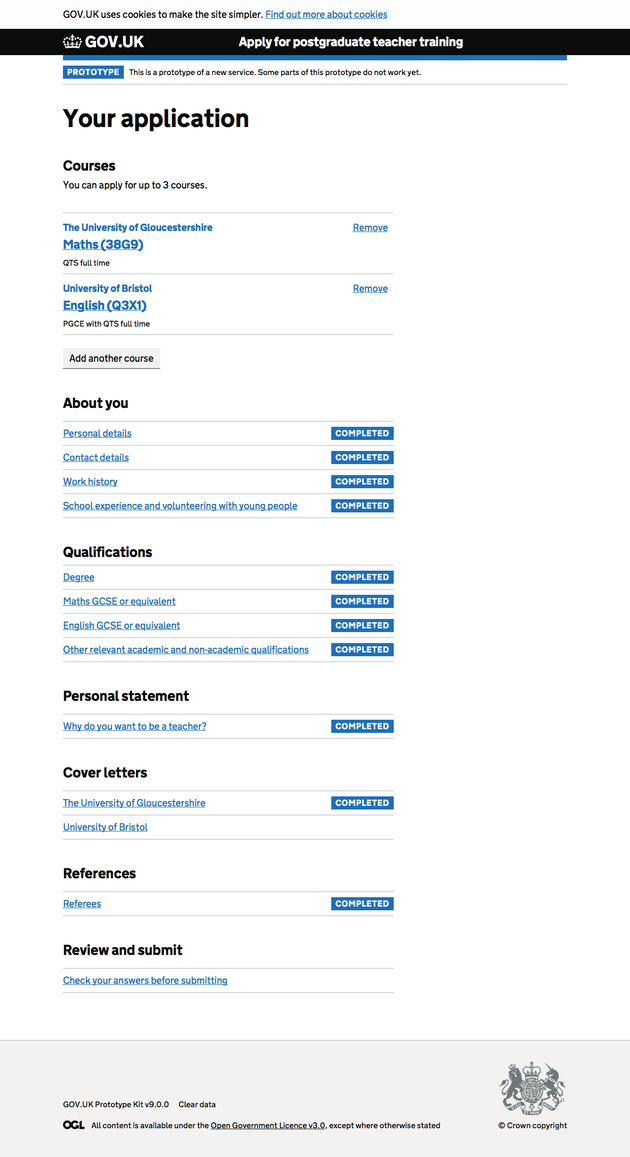 GOV.UK uses cookies to make the site simpler. Find out more about cookies
GOV.UK Apply for postgraduate teacher training
PROTOTYPE This is a prototype of a new service. Some parts of this prototype do not work yet.
Your application
Courses
You can apply for up to 3 courses.
The University of Gloucestershire Remove
Maths (38G9)
QTS full time
University of Bristol Remove
English (Q3X1)
PGCE with QTS full time
Add another course
About you
Personal details COMPLETED
Contact details COMPLETED
Work history COMPLETED
School experience and volunteering with young people COMPLETED
Qualifications
Degree COMPLETED
Maths GCSE or equivalent COMPLETED
English GCSE or equivalent COMPLETED
Other relevant academic and non-academic qualifications COMPLETED
Personal statement
Why do you want to be a teacher? COMPLETED
Cover letters
The University of Gloucestershire COMPLETED
University of Bristol
References
Referees COMPLETED
Review and submit
Check your answers before submitting
GOV.UK Prototype Kit v9.0.0 Clear data
OGL All content is available under the Open Government Licence v3.0, except where otherwise stated © Crown copyright